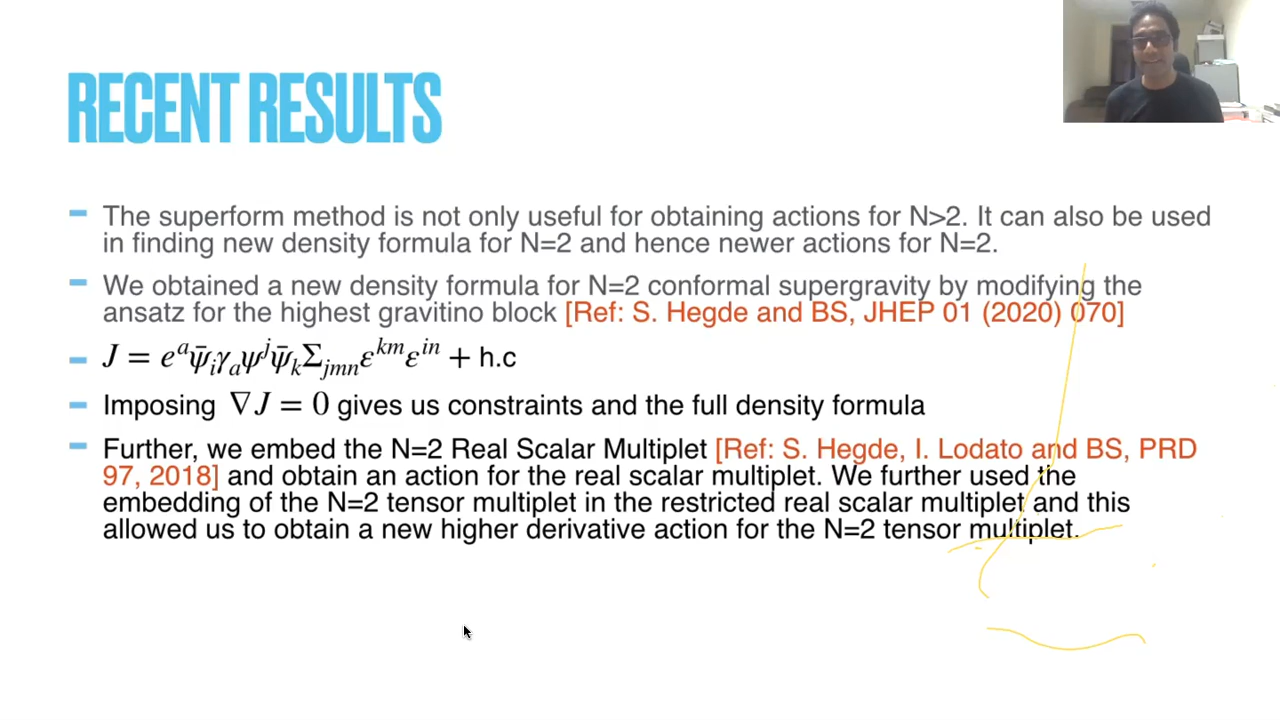 RECENT RESULTS
The superform method is not only useful for obtaining actions for N>2. It can also be used
in finding new density formula for N=2 and hence newer actions for N=2.
We obtained a new density formula for N=2 conformal supergravity by modifying the
ansatz for the highest gravitino block [Ref: S. Hegde and BS, JHEP 01 (2020) 070]
J = e^a ψ̄_i γ_a ψ^j ψ̄_k Σ_{jmn} ε^{km} ε^{in} + h.c
Imposing ∇J = 0 gives us constraints and the full density formula
Further, we embed the N=2 Real Scalar Multiplet [Ref: S. Hegde, I. Lodato and BS, PRD
97, 2018] and obtain an action for the real scalar multiplet. We further used the
embedding of the N=2 tensor multiplet in the restricted real scalar multiplet and this
allowed us to obtain a new higher derivative action for the N=2 tensor multiplet.